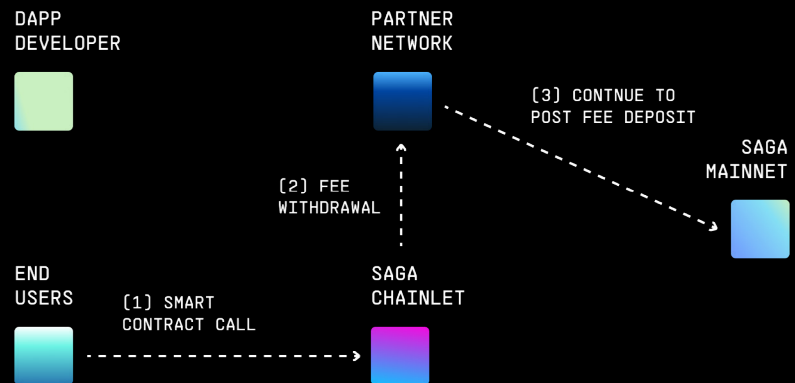 DAPP
DEVELOPER
PARTNER
NETWORK
(3) CONTNUE TO
POST FEE DEPOSIT
SAGA
MAINNET
(2) FEE
WITHDRAWAL
END
USERS
(1) SMART
CONTRACT CALL
SAGA
CHAINLET